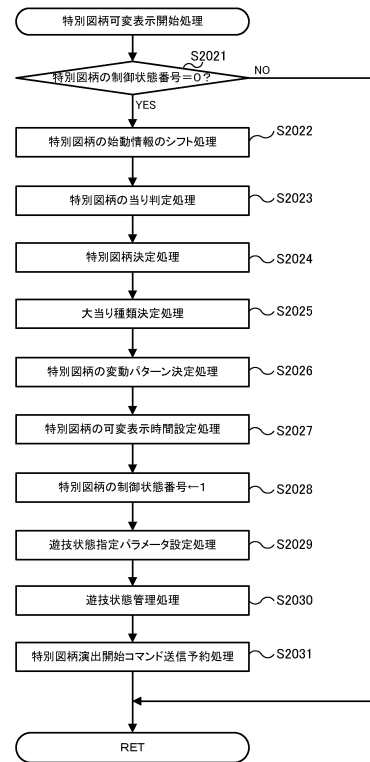 特別図柄可変表示開始処理
S2021
特別図柄の制御状態番号=0?
NO
YES
特別図柄の始動情報のシフト処理
S2022
特別図柄の当り判定処理
S2023
特別図柄決定処理
S2024
大当り種類決定処理
S2025
特別図柄の変動パターン決定処理
S2026
特別図柄の可変表示時間設定処理
S2027
特別図柄の制御状態番号←1
S2028
遊技状態指定パラメータ設定処理
S2029
遊技状態管理処理
S2030
特別図柄演出開始コマンド送信予約処理
S2031
RET